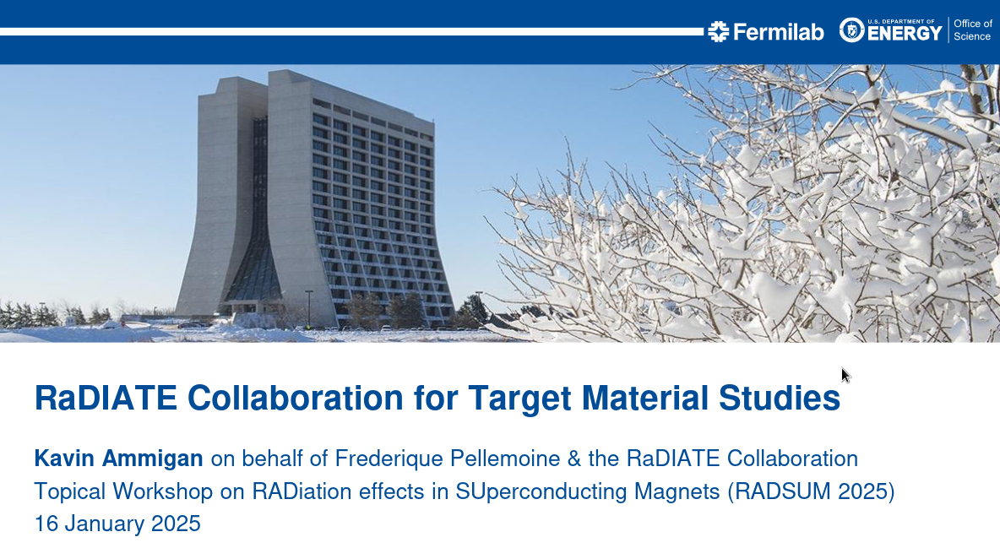 Fermilab
U.S. DEPARTMENT OF
ENERGY
Office of
Science
RaDIATE Collaboration for Target Material Studies
Kavin Ammigan on behalf of Frederique Pellemoine & the RaDIATE Collaboration
Topical Workshop on RADiation effects in SUperconducting Magnets (RADSUM 2025)
16 January 2025